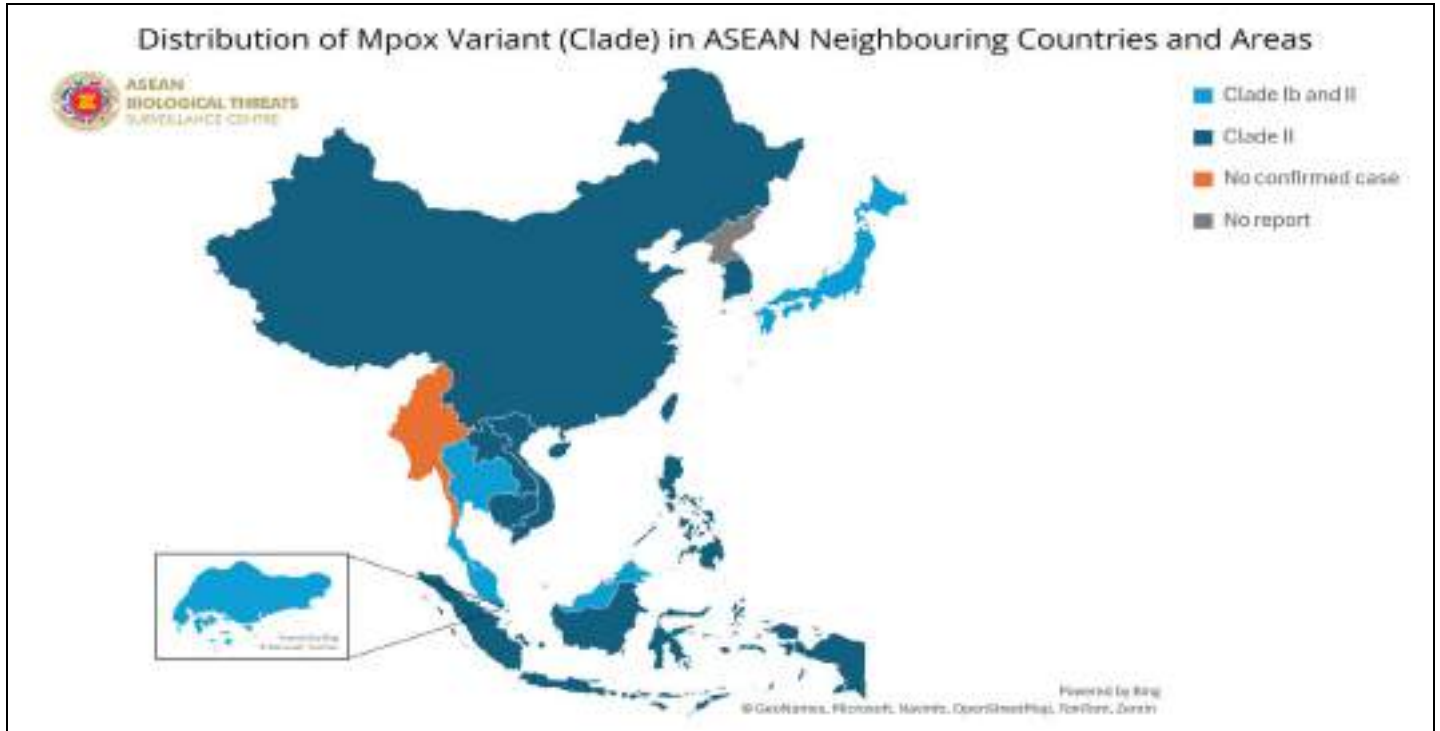 Distribution of Mpox Variant (Clade) in ASEAN Neighbouring Countries and Areas
ASEAN
BIOLOGICAL THREATS
SURVEILLANCE CENTRE
Clade Ib and II
Clade II
No confirmed case
No report
Powered by Bing
© GeoNames, Microsoft, Navinfo, OpenStreetMap, TomTom, Zenrin